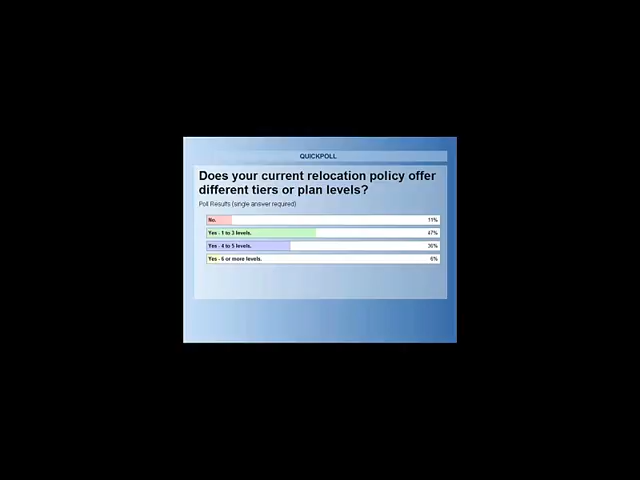 QUICKPOLL
Does your current relocation policy offer
different tiers or plan levels?
Poll Results (single answer required)
No. 11%
Yes - 1 to 3 levels. 47%
Yes - 4 to 5 levels. 36%
Yes - 6 or more levels. 6%